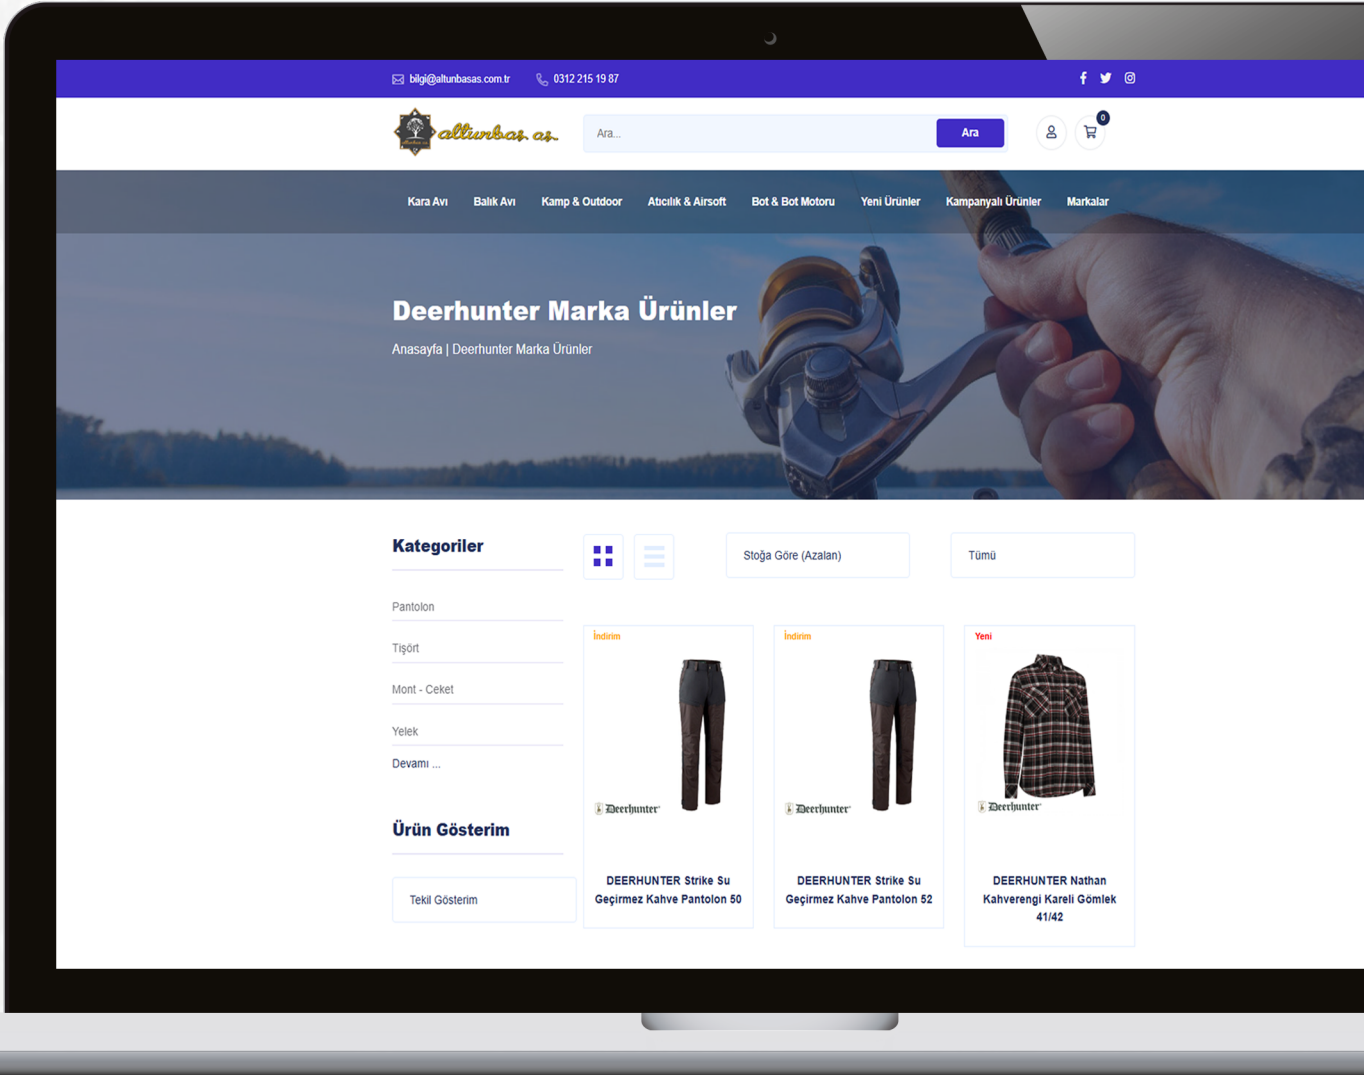 bilgi@altunbasas.com.tr
0312 215 19 87
altunbaş aş.
Ara...
Ara
0
Kara Avı
Balık Avı
Kamp & Outdoor
Atıcılık & Airsoft
Bot & Bot Motoru
Yeni Ürünler
Kampanyalı Ürünler
Markalar
Deerhunter Marka Ürünler
Anasayfa | Deerhunter Marka Ürünler
Kategoriler
Pantolon
Tişört
Mont - Ceket
Yelek
Devamı ...
Ürün Gösterim
Tekil Gösterim
Stoğa Göre (Azalan)
Tümü
İndirim
Deerhunter
DEERHUNTER Strike Su
Geçirmez Kahve Pantolon 50
İndirim
Deerhunter
DEERHUNTER Strike Su
Geçirmez Kahve Pantolon 52
Yeni
Deerhunter
DEERHUNTER Nathan
Kahverengi Kareli Gömlek
41/42